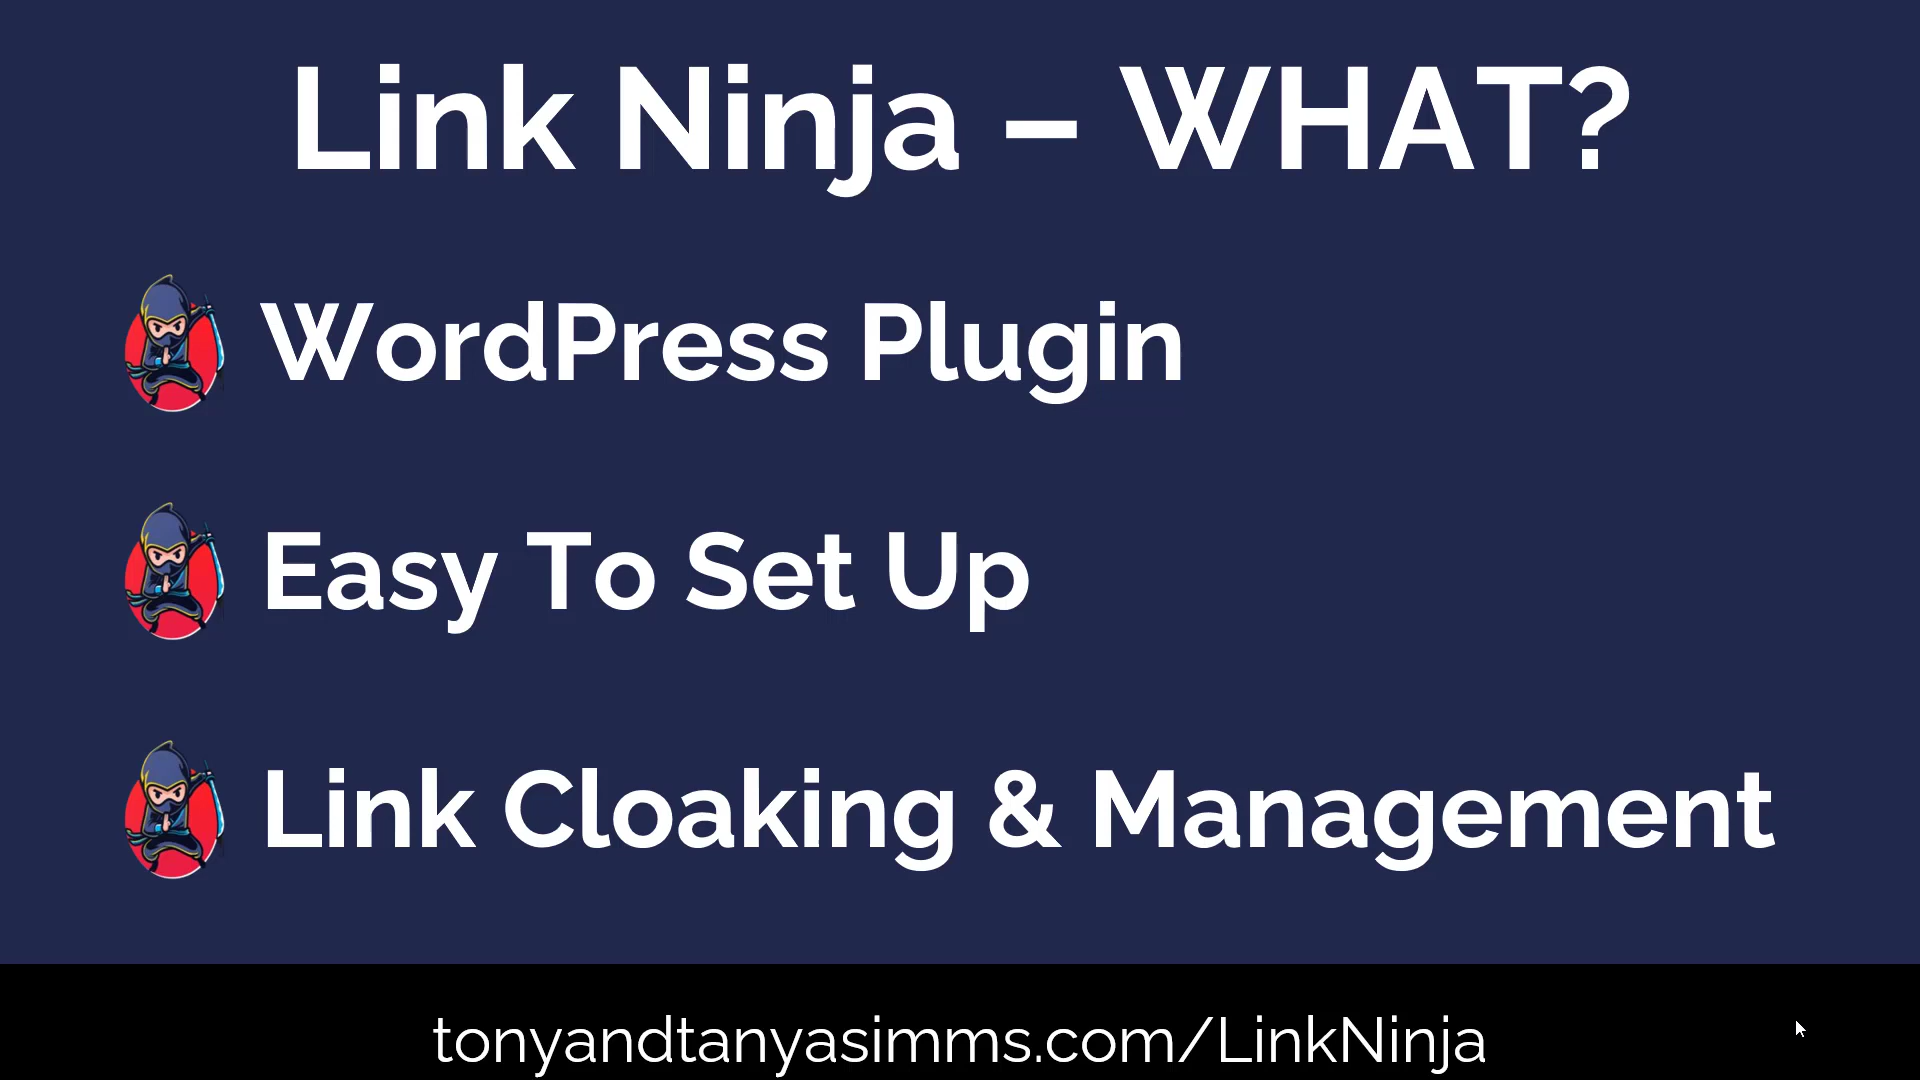 Link Ninja – WHAT?
WordPress Plugin
Easy To Set Up
Link Cloaking & Management
tonyandtanyasimms.com/LinkNinja